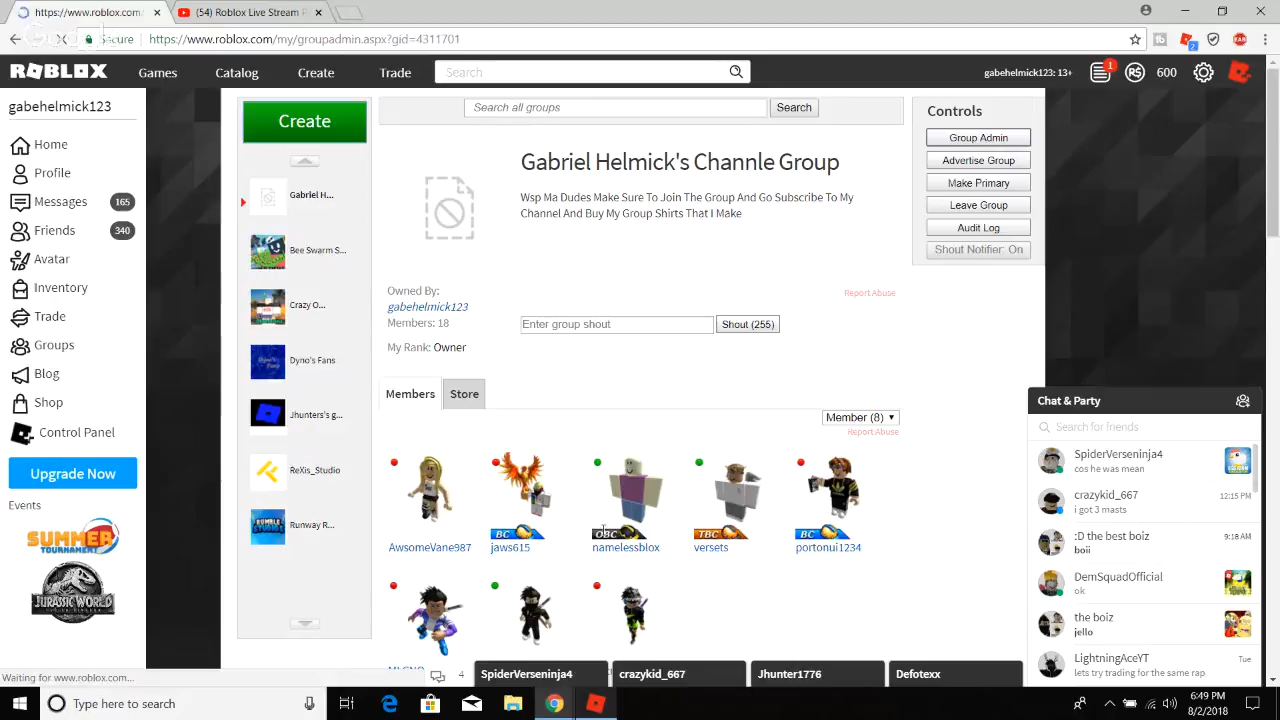 https://www.roblox.com/
(54) Roblox Live Stream F
Secure
https://www.roblox.com/my/groupadmin.aspx?gid=4311701
2
ROBLOX
Games
Catalog
Create
Trade
Search
gabehelmick123: 13+
1
600
gabehelmick123
Home
Profile
Messages 165
Friends 340
Avatar
Inventory
Trade
Groups
Blog
Shop
Control Panel
Upgrade Now
Events
SUMMER
TOURNAMENT
JURASSIC WORLD
Create
Gabriel H...
Bee Swarm S...
Crazy O...
Dyno's Fans
Jhunters's g...
ReXis_Studio
Runway R...
Search all groups
Search
Gabriel Helmick's Channle Group
Wsp Ma Dudes Make Sure To Join The Group And Go Subscribe To My
Channel And Buy My Group Shirts That I Make
Owned By:
gabehelmick123
Members: 18
My Rank: Owner
Report Abuse
Enter group shout
Shout (255)
Members
Store
Member (8)
Report Abuse
BC
OBC
TBC
BC
AwsomeVane987
jaws615
namelessblox
versets
portonui1234
Controls
Group Admin
Advertise Group
Make Primary
Leave Group
Audit Log
Shout Notifier: On
Chat & Party
Search for friends
SpiderVerseninja4
cos he was mean
crazykid_667
12:15 PM
i got 3 masts
:D the best boiz
9:18 AM
boii
DemSquadOfficial
ok
the boiz
jello
LightningAceYT
Tue
lets try trading for the same rap
Waiting for www.roblox.com...
4
SpiderVerseninja4
crazykid_667
Jhunter1776
Defotexx
Type here to search
6:49 PM
8/2/2018